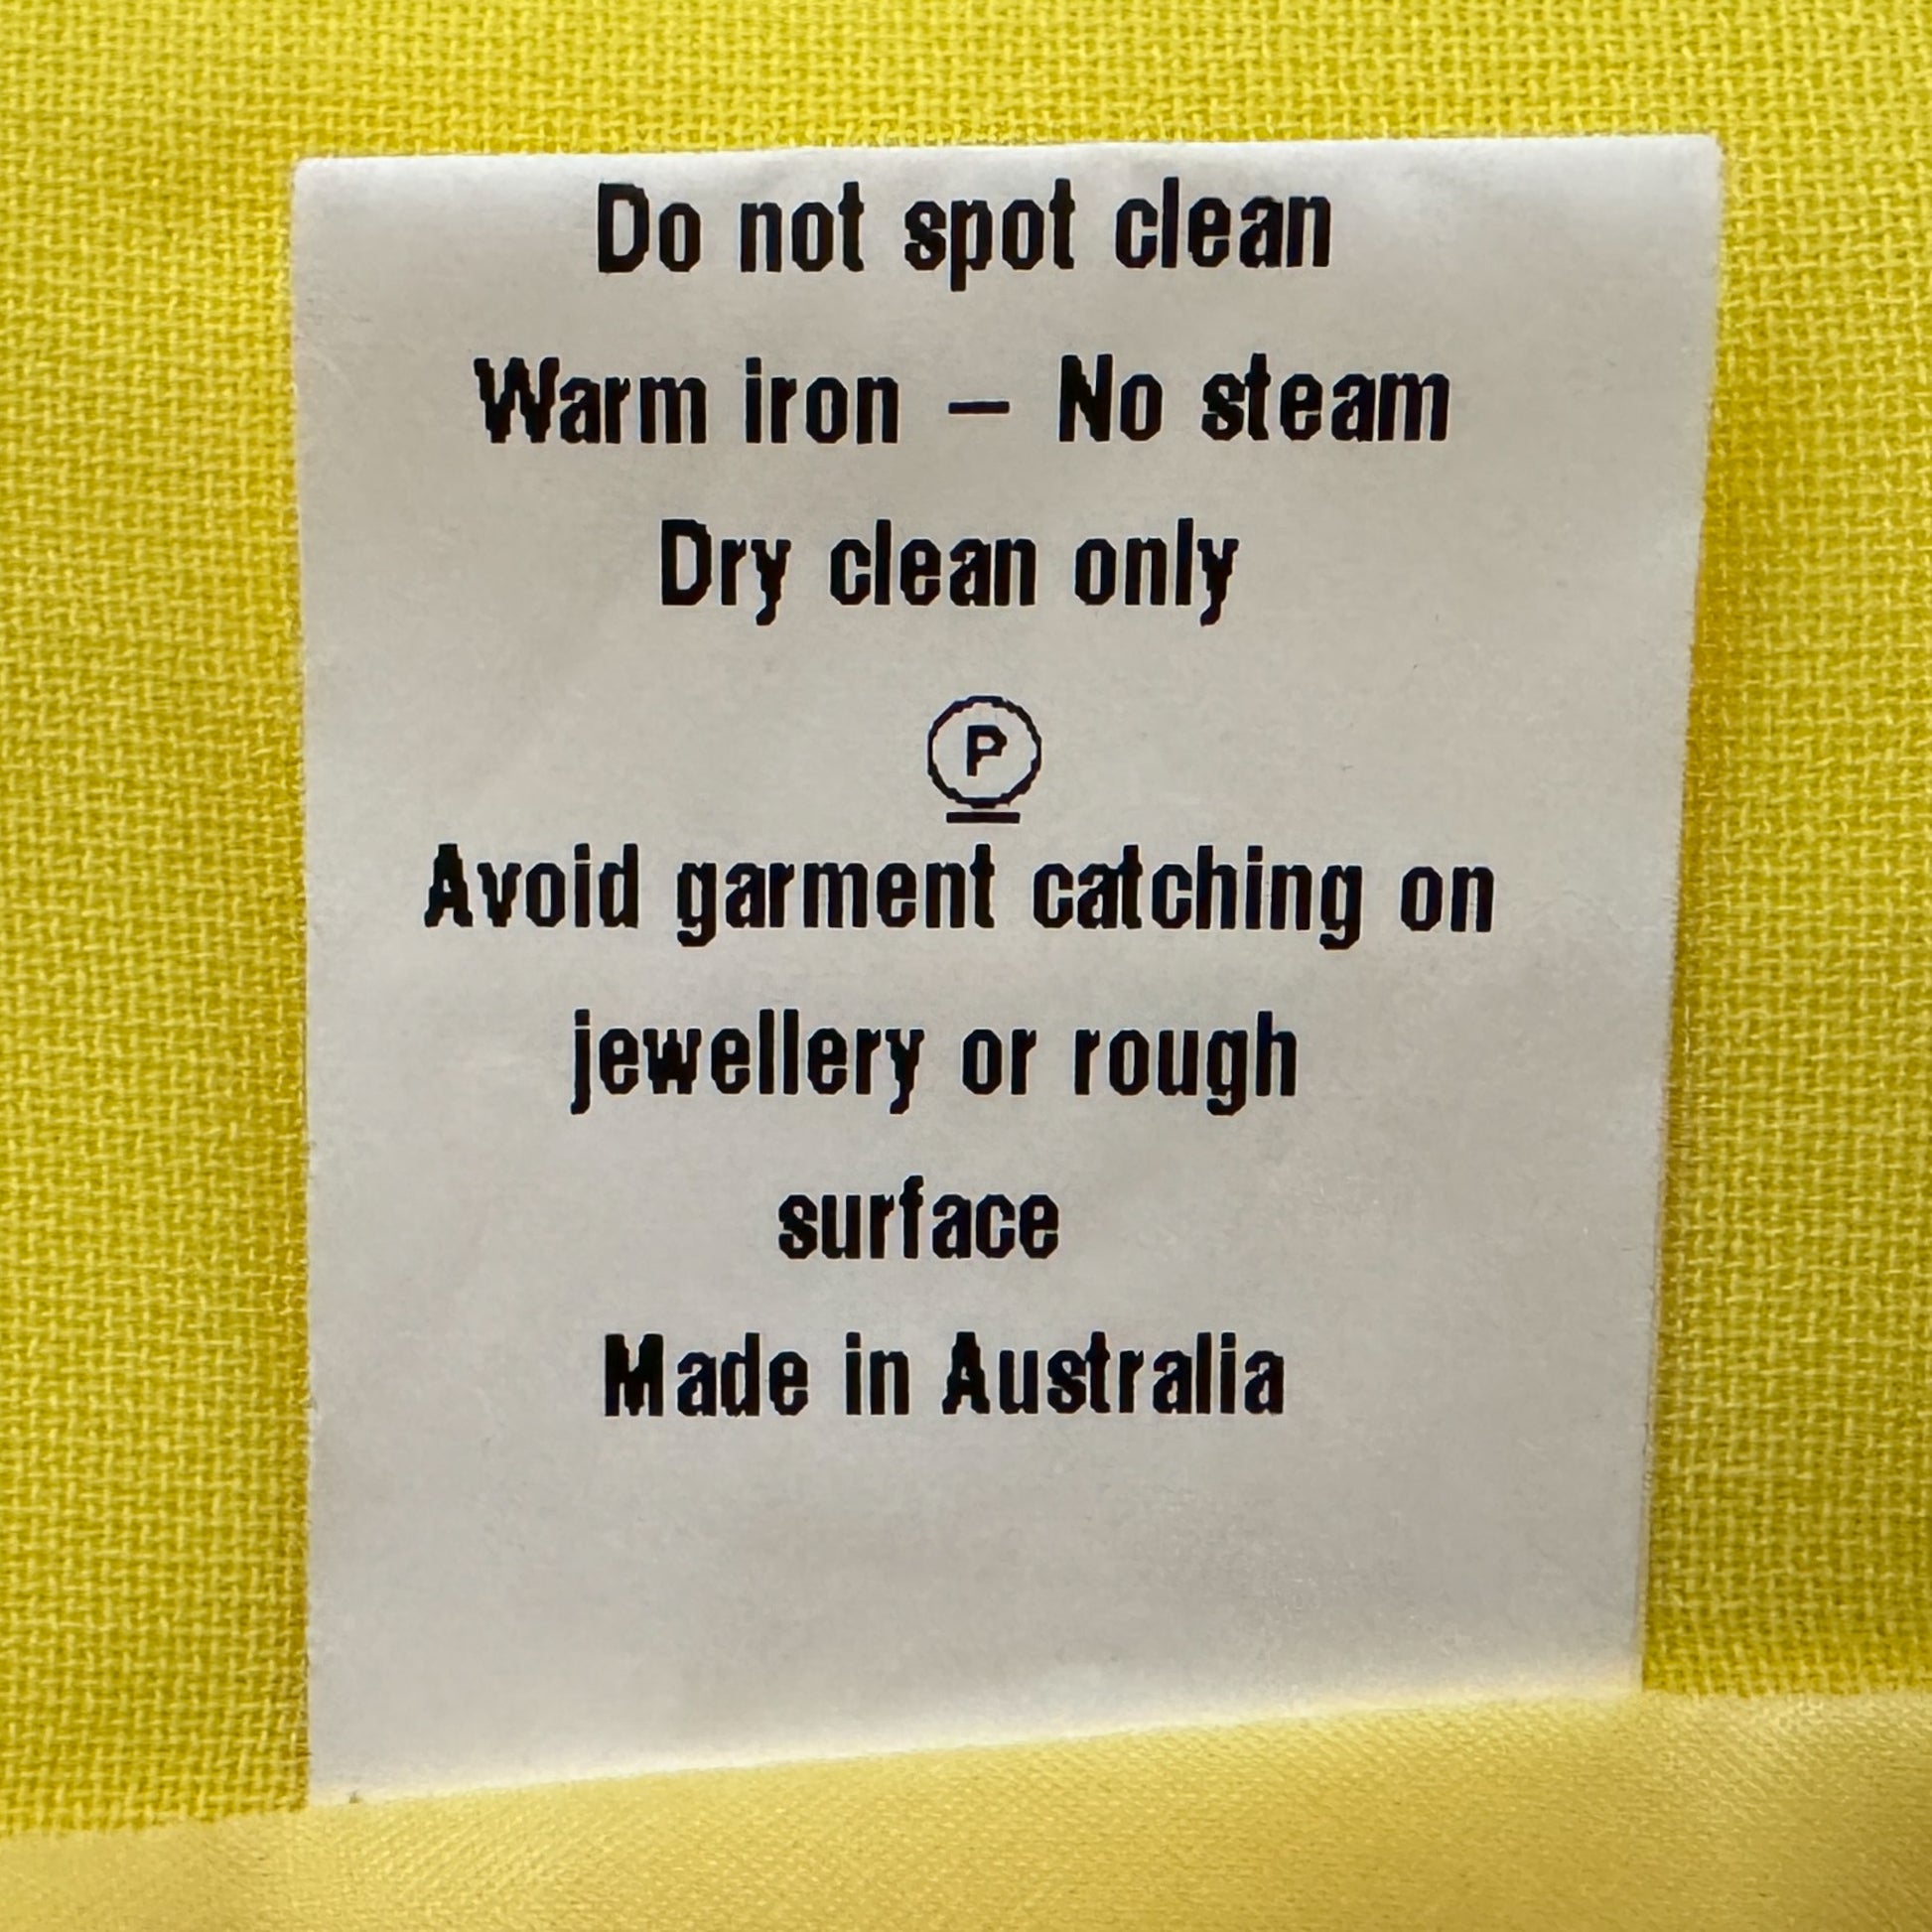 Do not spot clean
Warm iron – No steam
Dry clean only
P
Avoid garment catching on
jewellery or rough
surface
Made in Australia